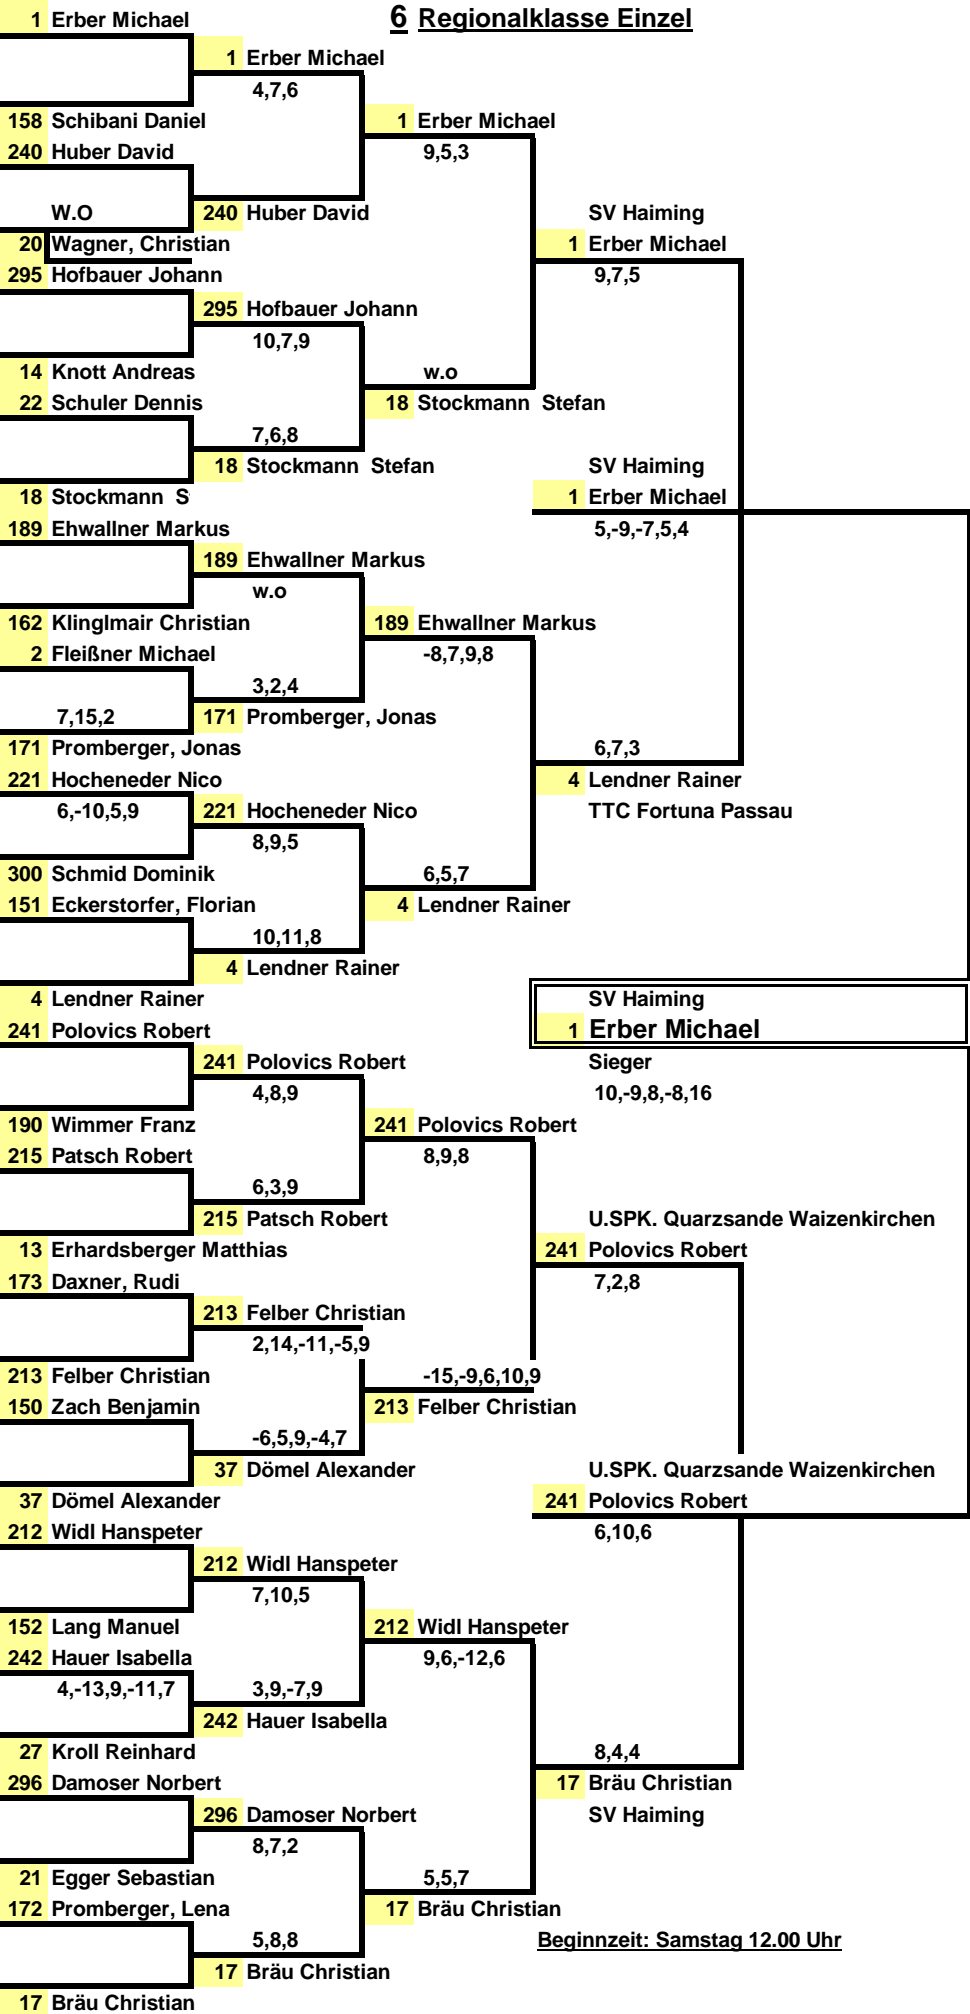 6 Regionalklasse Einzel
1 Erber Michael
1 Erber Michael
4,7,6
158 Schibani Daniel
1 Erber Michael
240 Huber David
9,5,3
W.O
240 Huber David
SV Haiming
20 Wagner, Christian
1 Erber Michael
295 Hofbauer Johann
9,7,5
295 Hofbauer Johann
10,7,9
14 Knott Andreas
w.o
22 Schuler Dennis
18 Stockmann Stefan
7,6,8
18 Stockmann Stefan
SV Haiming
18 Stockmann S
1 Erber Michael
189 Ehwallner Markus
5,-9,-7,5,4
189 Ehwallner Markus
w.o
162 Klinglmair Christian
189 Ehwallner Markus
2 Fleißner Michael
-8,7,9,8
3,2,4
7,15,2
171 Promberger, Jonas
171 Promberger, Jonas
6,7,3
221 Hocheneder Nico
4 Lendner Rainer
6,-10,5,9
221 Hocheneder Nico
TTC Fortuna Passau
8,9,5
300 Schmid Dominik
6,5,7
151 Eckerstorfer, Florian
4 Lendner Rainer
10,11,8
4 Lendner Rainer
4 Lendner Rainer
SV Haiming
241 Polovics Robert
1 Erber Michael
241 Polovics Robert
Sieger
4,8,9
10,-9,8,-8,16
190 Wimmer Franz
241 Polovics Robert
215 Patsch Robert
8,9,8
6,3,9
215 Patsch Robert
U.SPK. Quarzsande Waizenkirchen
13 Erhardsberger Matthias
241 Polovics Robert
173 Daxner, Rudi
7,2,8
213 Felber Christian
2,14,-11,-5,9
213 Felber Christian
-15,-9,6,10,9
150 Zach Benjamin
213 Felber Christian
-6,5,9,-4,7
37 Dömel Alexander
U.SPK. Quarzsande Waizenkirchen
37 Dömel Alexander
241 Polovics Robert
212 Widl Hanspeter
6,10,6
212 Widl Hanspeter
7,10,5
152 Lang Manuel
212 Widl Hanspeter
242 Hauer Isabella
9,6,-12,6
4,-13,9,-11,7
3,9,-7,9
242 Hauer Isabella
27 Kroll Reinhard
8,4,4
296 Damoser Norbert
17 Bräu Christian
296 Damoser Norbert
SV Haiming
8,7,2
21 Egger Sebastian
5,5,7
172 Promberger, Lena
17 Bräu Christian
5,8,8
Beginnzeit: Samstag 12.00 Uhr
17 Bräu Christian
17 Bräu Christian